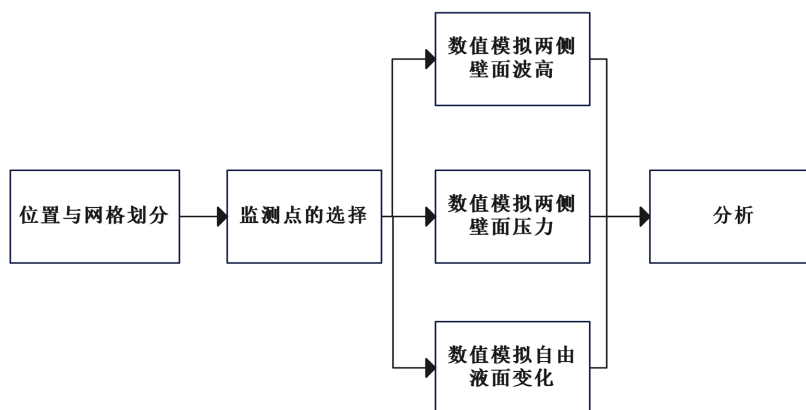 位置与网格划分
监测点的选择
数值模拟两侧
壁面波高
数值模拟两侧
壁面压力
数值模拟自由
液面变化
分析